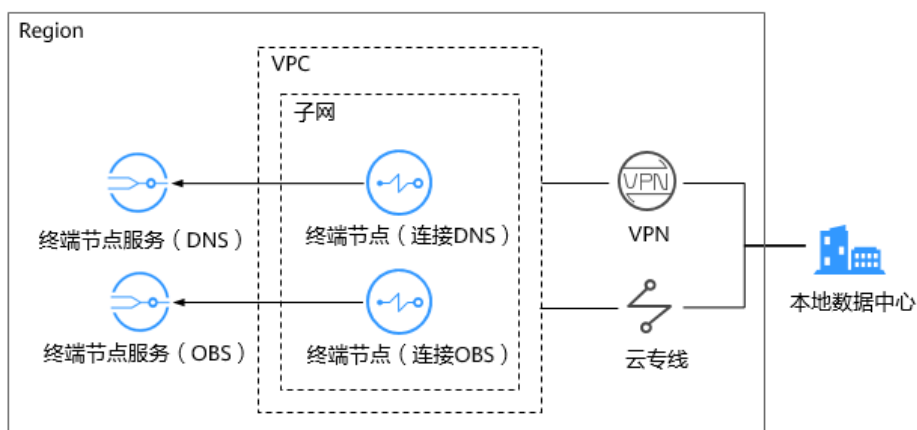 Region
VPC
子网
终端节点服务（DNS）
终端节点（连接DNS）
VPN
VPN
终端节点服务（OBS）
终端节点（连接OBS）
云专线
本地数据中心